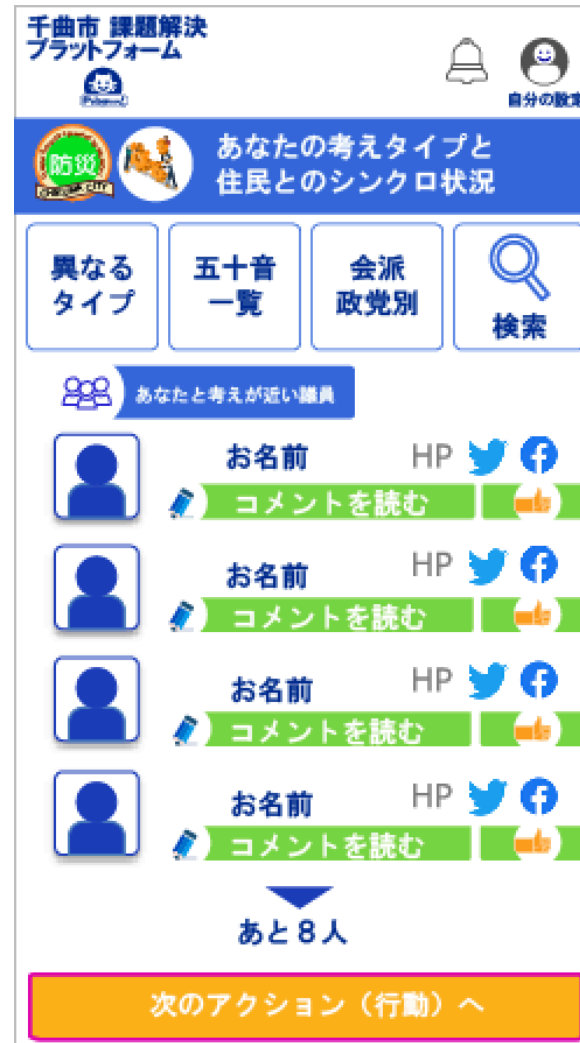 千曲市 課題解決
プラットフォーム
自分の設定
防災
CHIKUMA CITY
あなたの考えタイプと
住民とのシンクロ状況
異なる
タイプ
五十音
一覧
会派
政党別
検索
あなたと考えが近い議員
お名前 HP
コメントを読む
お名前 HP
コメントを読む
お名前 HP
コメントを読む
お名前 HP
コメントを読む
あと8人
次のアクション（行動）へ